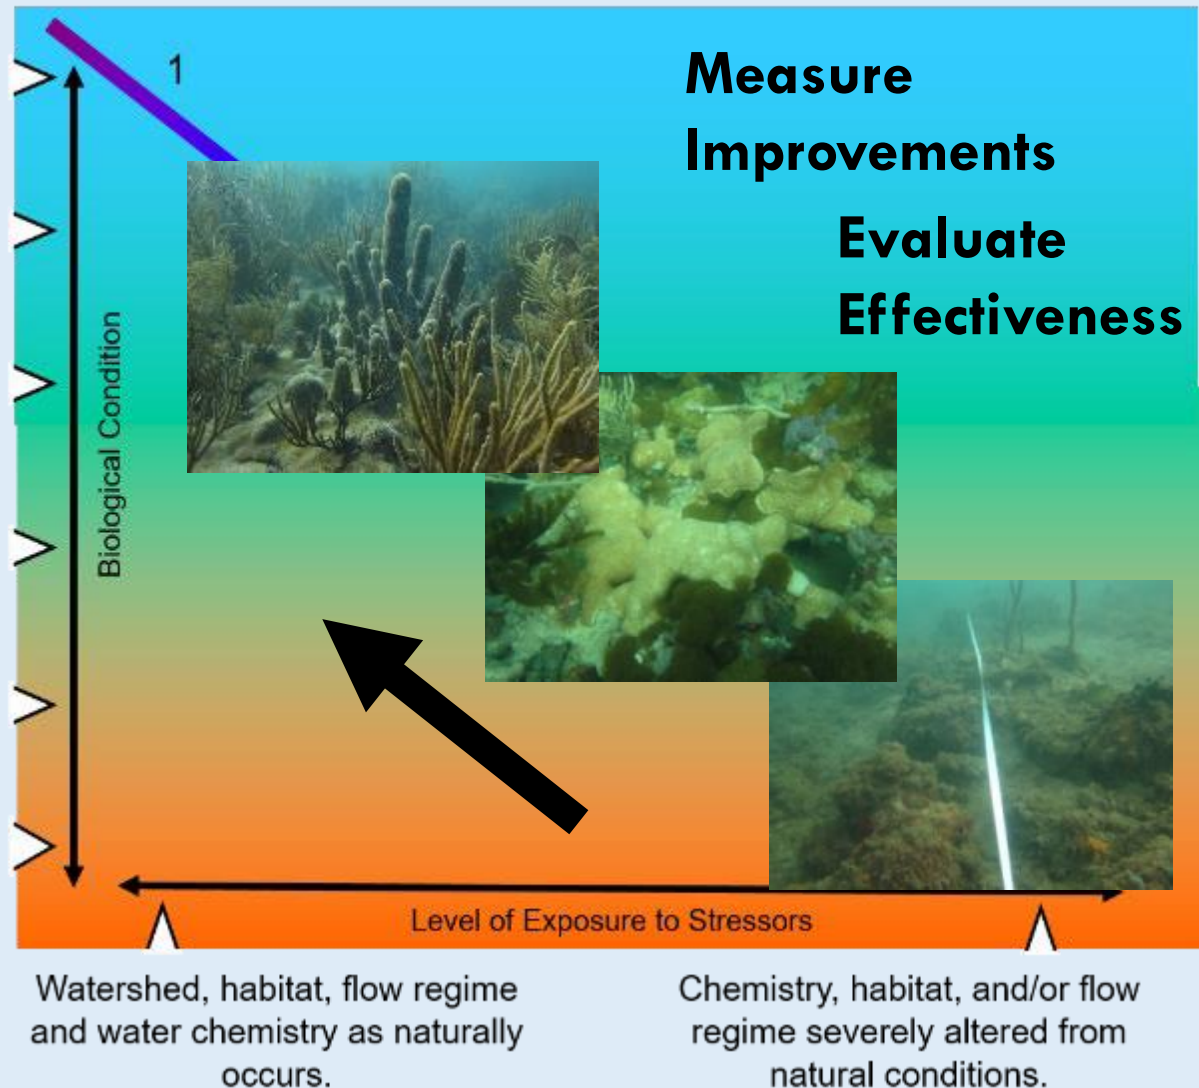 1
Measure
Improvements
Evaluate
Effectiveness
Biological Condition
Level of Exposure to Stressors
Watershed, habitat, flow regime
and water chemistry as naturally
occurs.
Chemistry, habitat, and/or flow
regime severely altered from
natural conditions.